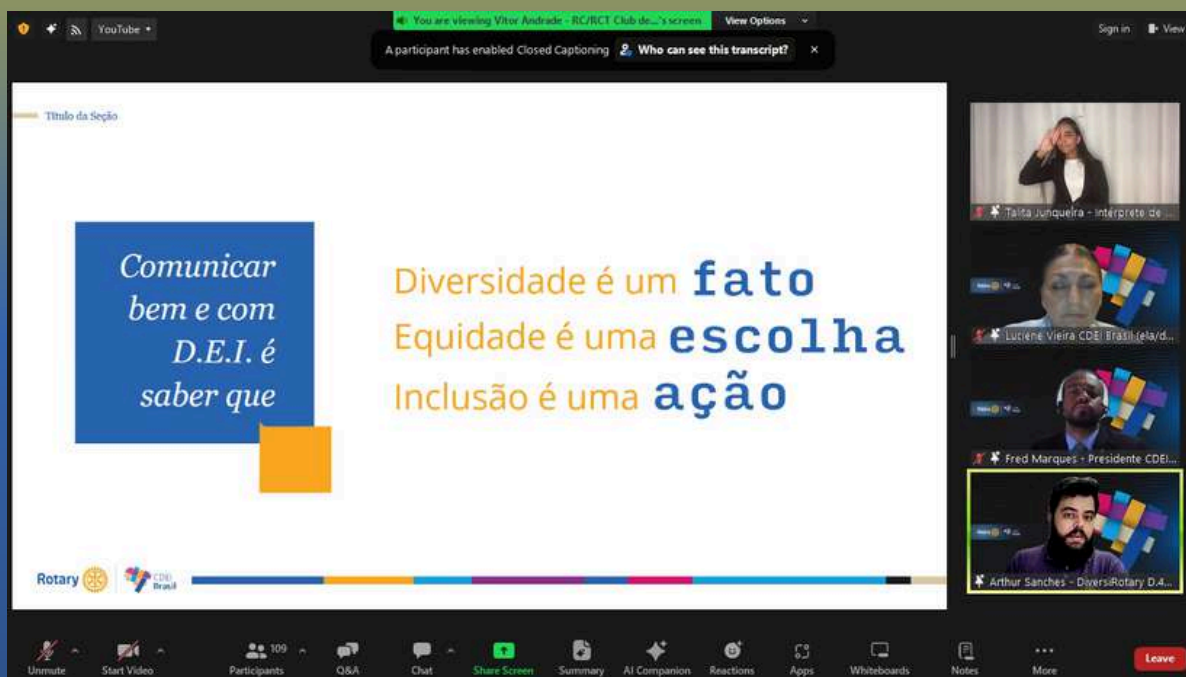 You are viewing Vitor Andrade - RC/RCT Club de...'s screen
View Options
YouTube
Sign in
View
A participant has enabled Closed Captioning
Who can see this transcript?
Título da Seção
Comunicar
bem e com
D.E.I. é
saber que
Diversidade é um fato
Equidade é uma escolha
Inclusão é uma ação
Rotary
CDEI
Brasil
Talita Junqueira - Intérprete de ...
Luciene Vieira CDEI Brasil (ela/d...
Fred Marques - Presidente CDEI...
Arthur Sanches - DiversiRotary D.4...
Unmute
Start Video
109
Participants
Q&A
Chat
Share Screen
Summary
AI Companion
Reactions
Apps
Whiteboards
Notes
More
Leave